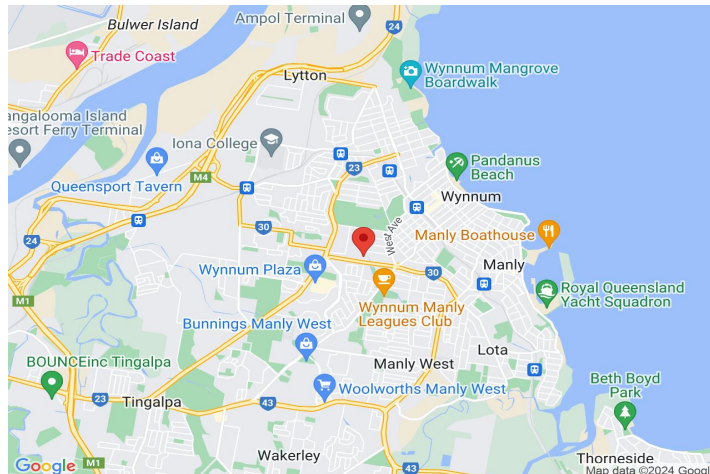 Ampol Terminal
Bulwer Island
24
Trade Coast
Lytton
Wynnum Mangrove
Boardwalk
angalooma Island
esort Ferry Terminal
Iona College
23
Pandanus
Beach
M4
Queensport Tavern
Wynnum
West Ave
30
24
Manly Boathouse
Wynnum Plaza
30
Manly
M1
Wynnum Manly
Leagues Club
Royal Queensland
Yacht Squadron
Bunnings Manly West
BOUNCEinc Tingalpa
Manly West
Lota
Woolworths Manly West
Beth Boyd
Park
23
Tingalpa
43
Wakerley
Thorneside
Google
M1
43
Map data ©2024 Googl